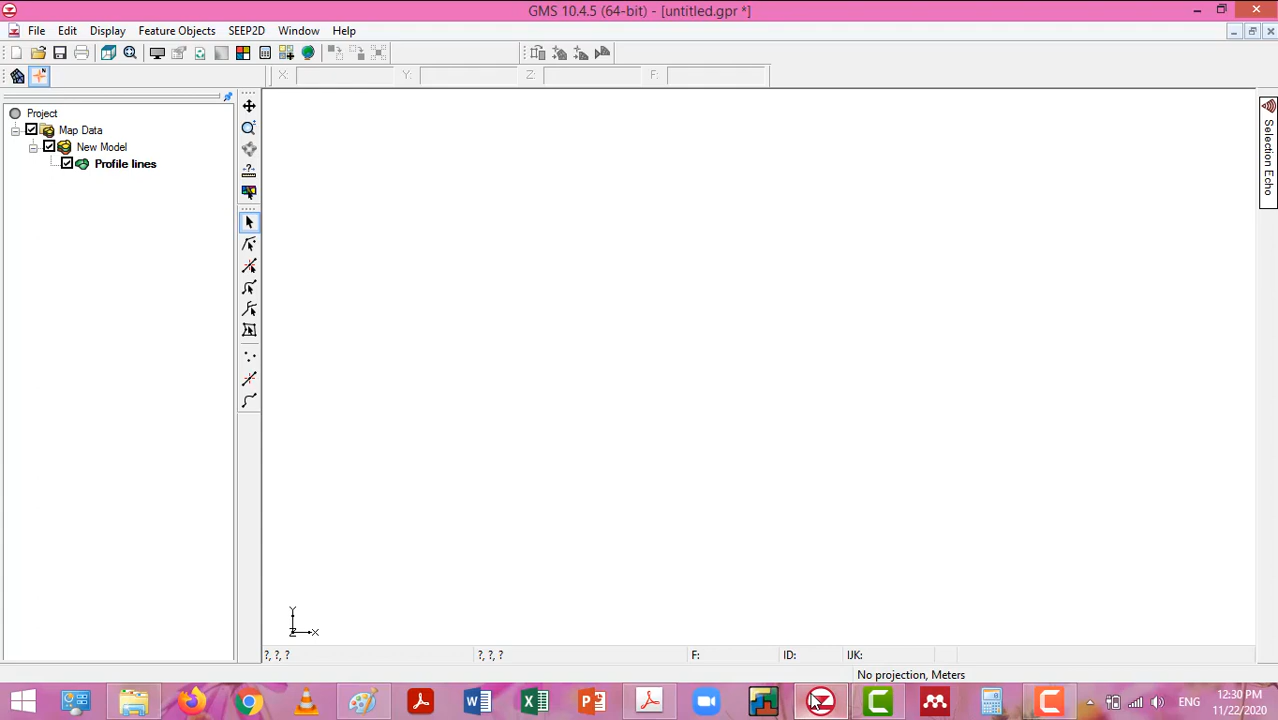 GMS 10.4.5 (64-bit) - [untitled.gpr *]
File Edit Display Feature Objects SEEP2D Window Help
X: Y: Z: F:
Project
Map Data
New Model
Profile lines
Selection Echo
Y
Z X
?, ?, ? ?, ?, ? F: ID: IJK:
No projection, Meters
ENG
12:30 PM
11/22/2020